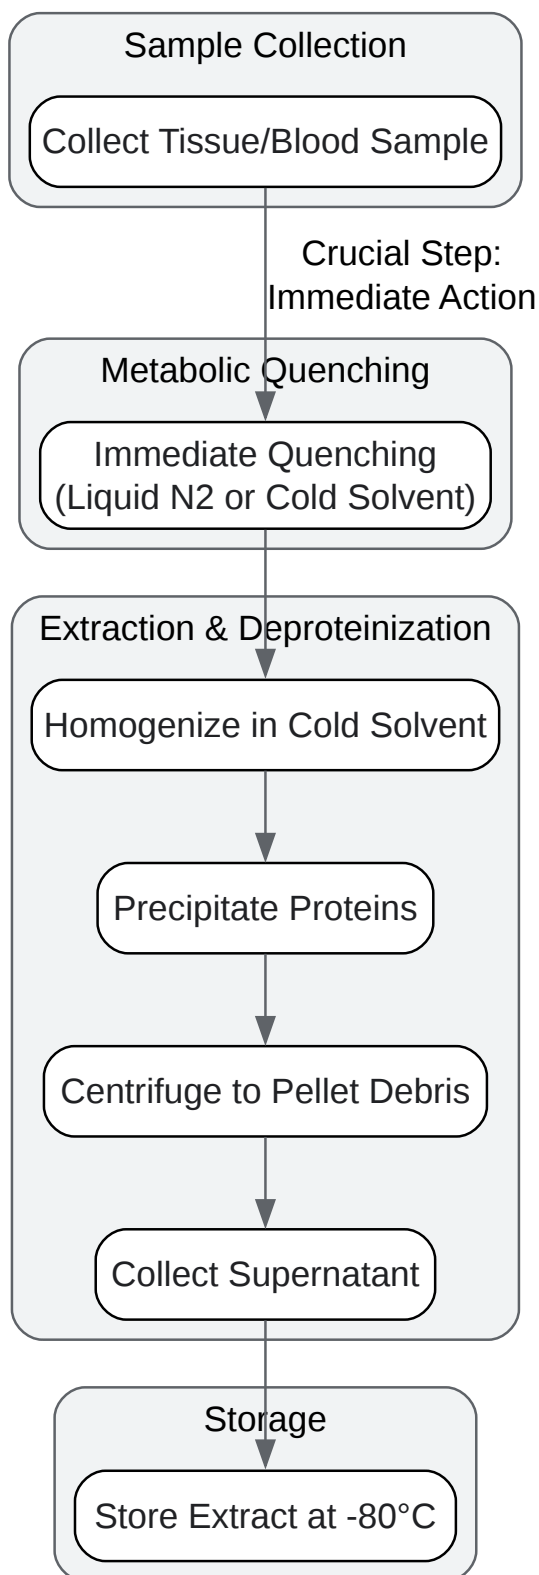 Sample Collection
Collect Tissue/Blood Sample
Crucial Step:
Immediate Action
Metabolic Quenching
Immediate Quenching
(Liquid N2 or Cold Solvent)
Extraction & Deproteinization
Homogenize in Cold Solvent
Precipitate Proteins
Centrifuge to Pellet Debris
Collect Supernatant
Storage
Store Extract at -80°C